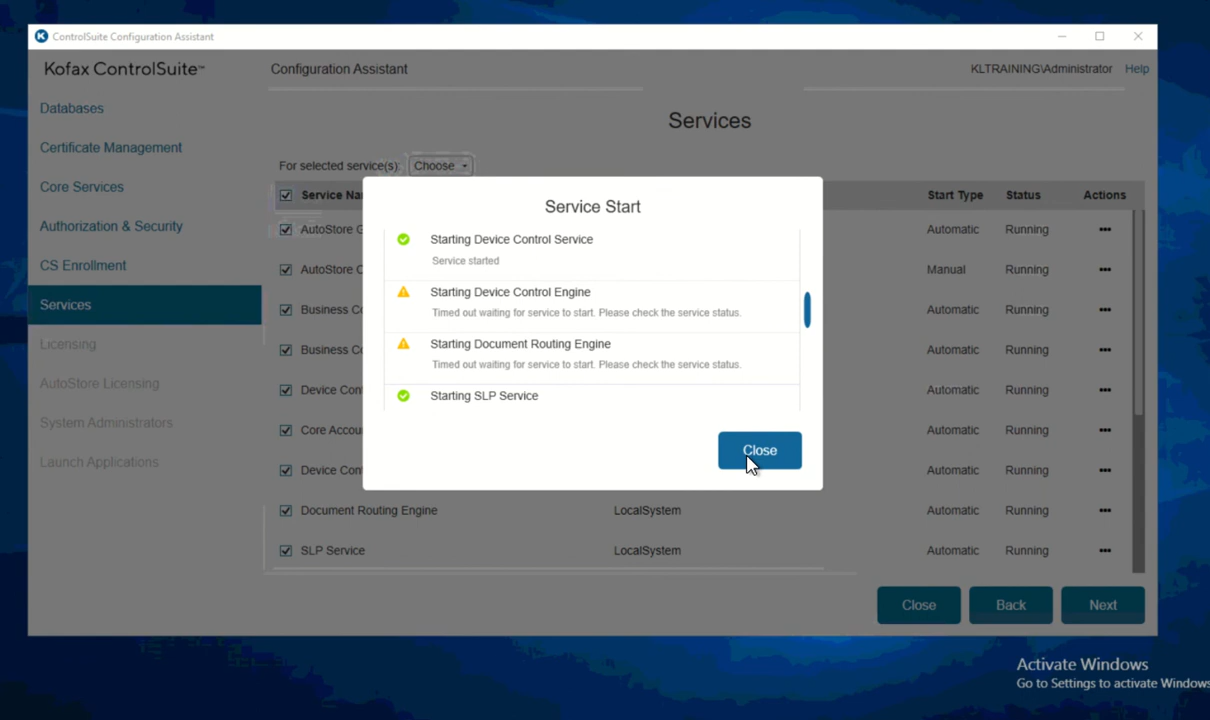 ControlSuite Configuration Assistant
Kofax ControlSuite™
Configuration Assistant
KLTRAINING\Administrator Help
Databases
Certificate Management
Core Services
Authorization & Security
CS Enrollment
Services
Licensing
AutoStore Licensing
System Administrators
Launch Applications
Services
For selected service(s): Choose
Service Na Start Type Status Actions
AutoStore G Automatic Running •••
AutoStore C Manual Running •••
Business Co Automatic Running •••
Business Co Automatic Running •••
Device Con Automatic Running •••
Core Accou Automatic Running •••
Device Con Automatic Running •••
Document Routing Engine LocalSystem Automatic Running •••
SLP Service LocalSystem Automatic Running •••
Service Start
Starting Device Control Service
Service started
Starting Device Control Engine
Timed out waiting for service to start. Please check the service status.
Starting Document Routing Engine
Timed out waiting for service to start. Please check the service status.
Starting SLP Service
Close
Close Back Next
Activate Windows
Go to Settings to activate Windows